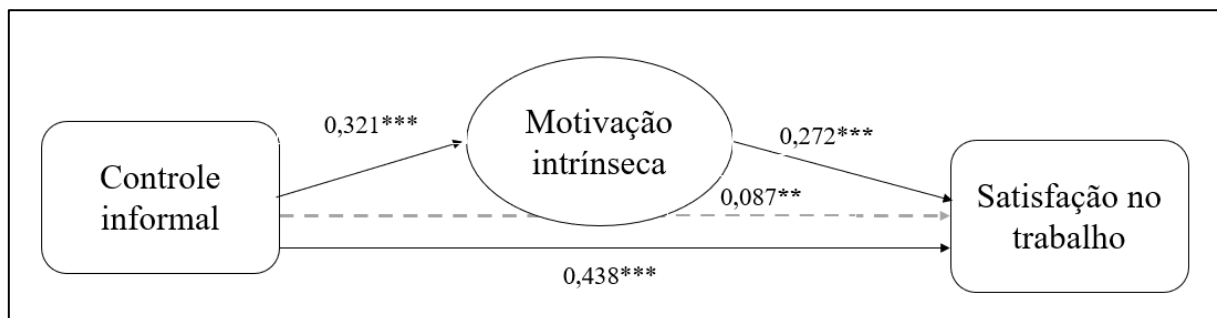 Controle
informal
0,321***
Motivação
intrínseca
0,272***
0,087**
0,438***
Satisfação no
trabalho